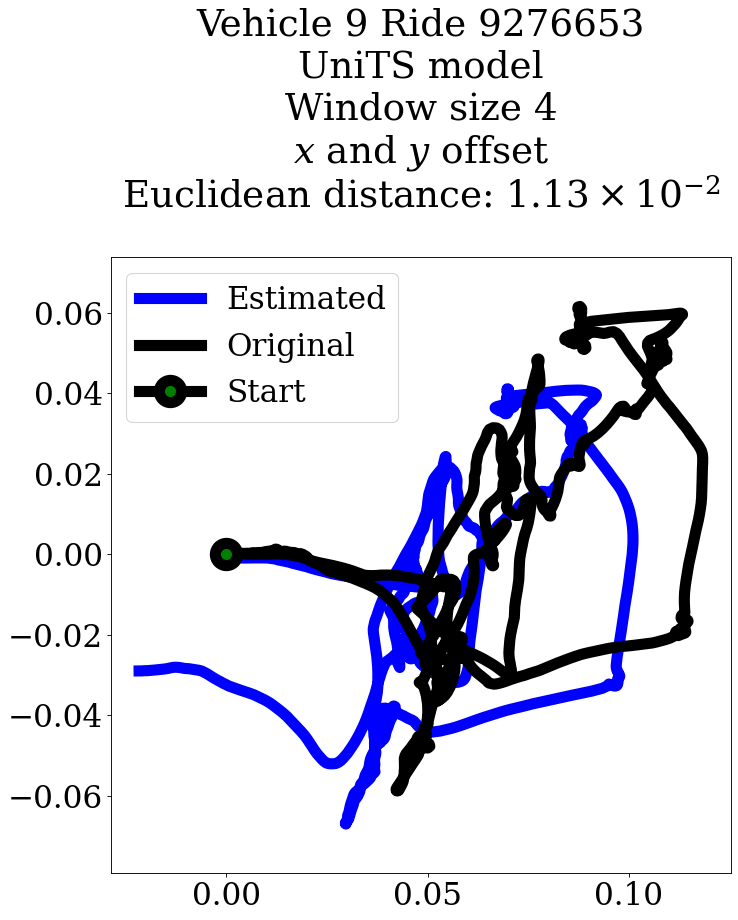 Vehicle 9 Ride 9276653
UniTS model
Window size 4
x and y offset
Euclidean distance: 1.13 × 10⁻²
Estimated
Original
Start
0.06
0.04
0.02
0.00
−0.02
−0.04
−0.06
0.00 0.05 0.10